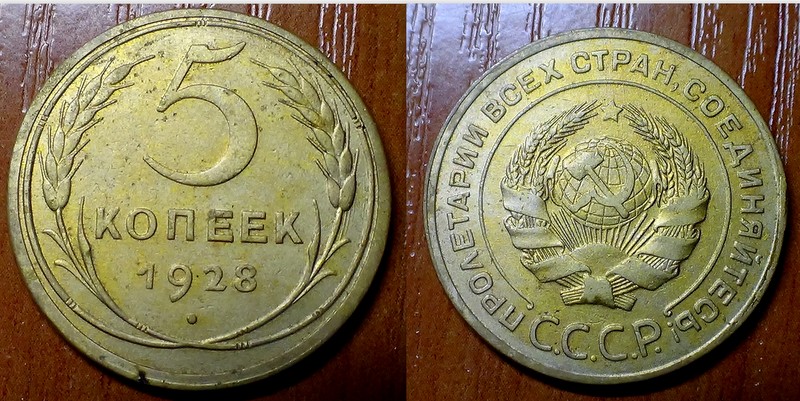 5
КОПЕЕК
1928
ПРОЛЕТАРИИ ВСЕХ СТРАН, СОЕДИНЯЙТЕСЬ!
С.С.С.Р.